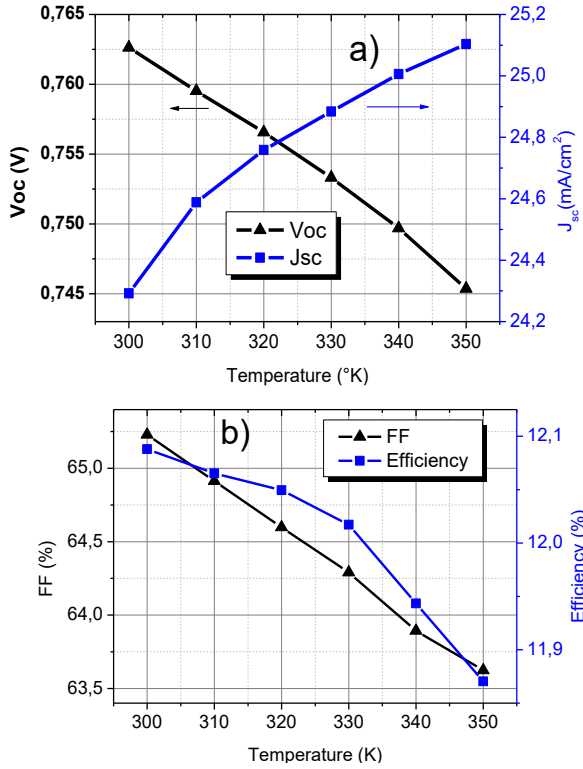 a)
0,765
0,760
0,755
0,750
0,745
Voc (V)
25,2
25,0
24,8
24,6
24,4
24,2
J_sc(mA/cm²)
Voc
Jsc
300 310 320 330 340 350
Temperature (°K)
b)
FF
Efficiency
65,0
64,5
64,0
63,5
FF (%)
12,1
12,0
11,9
Efficiency (%)
300 310 320 330 340 350
Temperature (K)